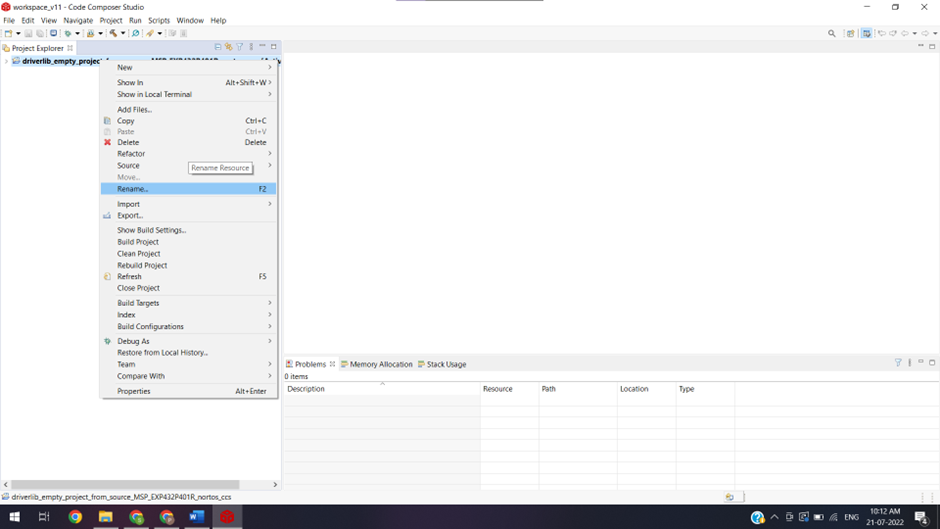 workspace_v11 - Code Composer Studio
File Edit View Navigate Project Run Scripts Window Help
Project Explorer
driverlib_empty_project_f
New
Show In Alt+Shift+W
Show in Local Terminal
Add Files...
Copy Ctrl+C
Paste Ctrl+V
Delete Delete
Refactor
Source
Rename Resource
Move...
Rename... F2
Import
Export...
Show Build Settings...
Build Project
Clean Project
Rebuild Project
Refresh F5
Close Project
Build Targets
Index
Build Configurations
Debug As
Restore from Local History...
Team
Compare With
Properties Alt+Enter
Problems Memory Allocation Stack Usage
0 items
Description Resource Path Location Type
driverlib_empty_project_from_source_MSP_EXP432P401R_nortos_ccs
ENG
10:12 AM
21-07-2022
4